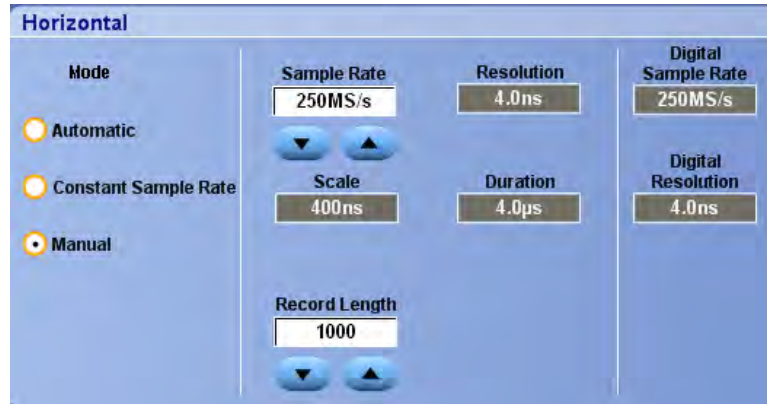 Horizontal
Mode
Automatic
Constant Sample Rate
Manual
Sample Rate
250MS/s
Scale
400ns
Record Length
1000
Resolution
4.0ns
Duration
4.0µs
Digital
Sample Rate
250MS/s
Digital
Resolution
4.0ns